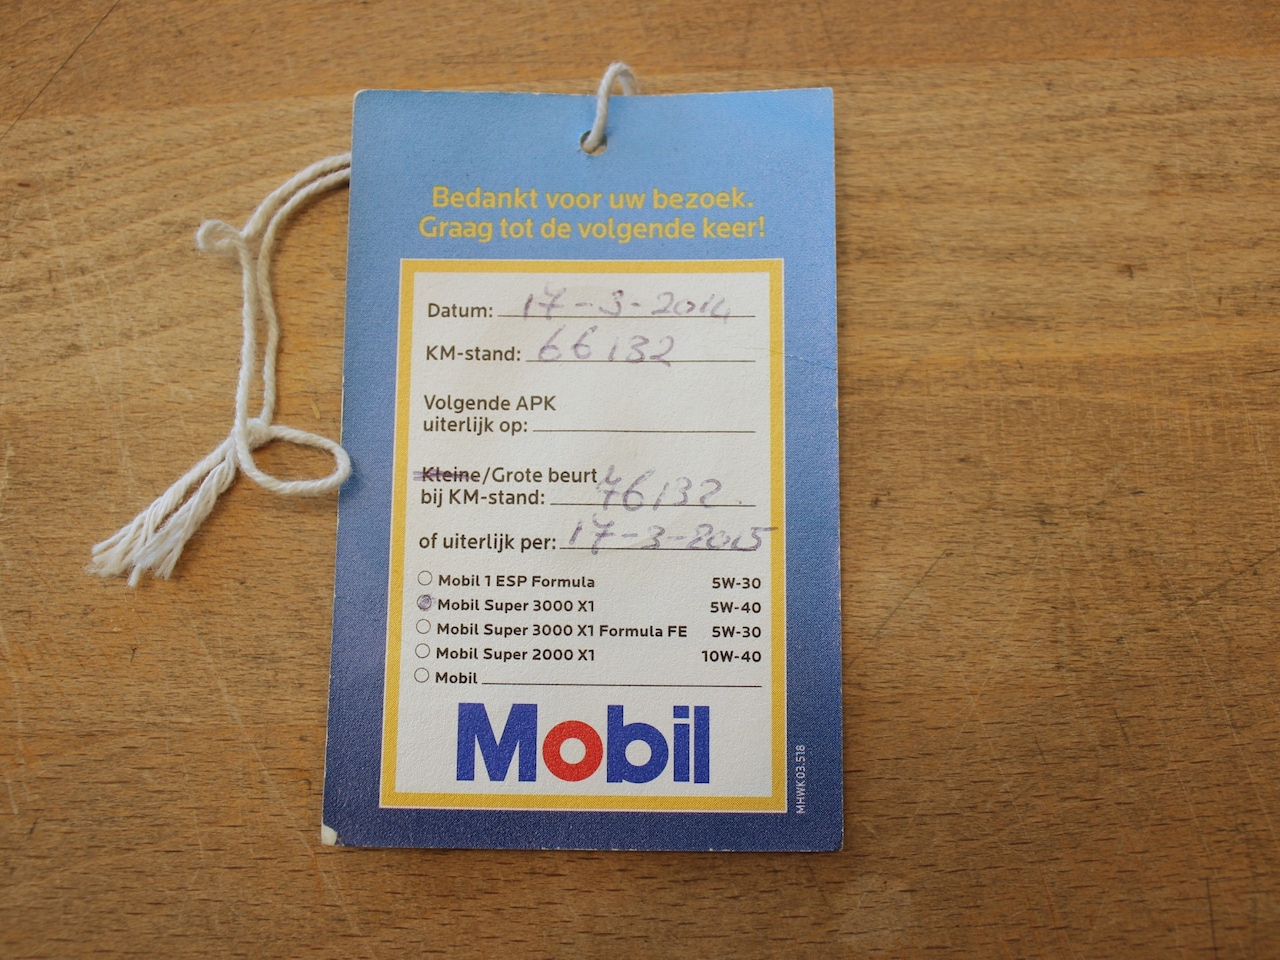 Bedankt voor uw bezoek.
Graag tot de volgende keer!
Datum: 17-3-2014
KM-stand: 66132
Volgende APK
uiterlijk op:
Kleine/Grote beurt
bij KM-stand: 76132.
of uiterlijk per: 17-3-2015
Mobil 1 ESP Formula 5W-30
Mobil Super 3000 X1 5W-40
Mobil Super 3000 X1 Formula FE 5W-30
Mobil Super 2000 X1 10W-40
Mobil
Mobil
MHWK 03.518